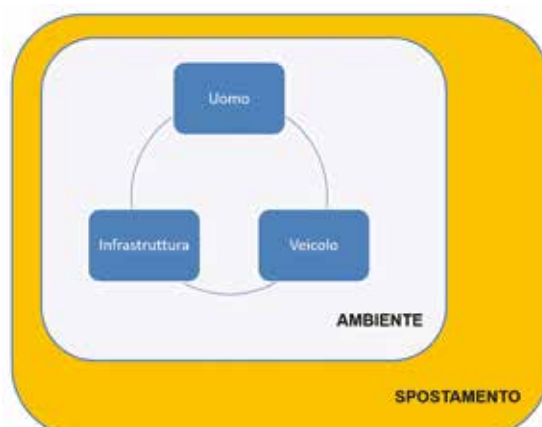 Uomo
Infrastruttura
Veicolo
AMBIENTE
SPOSTAMENTO